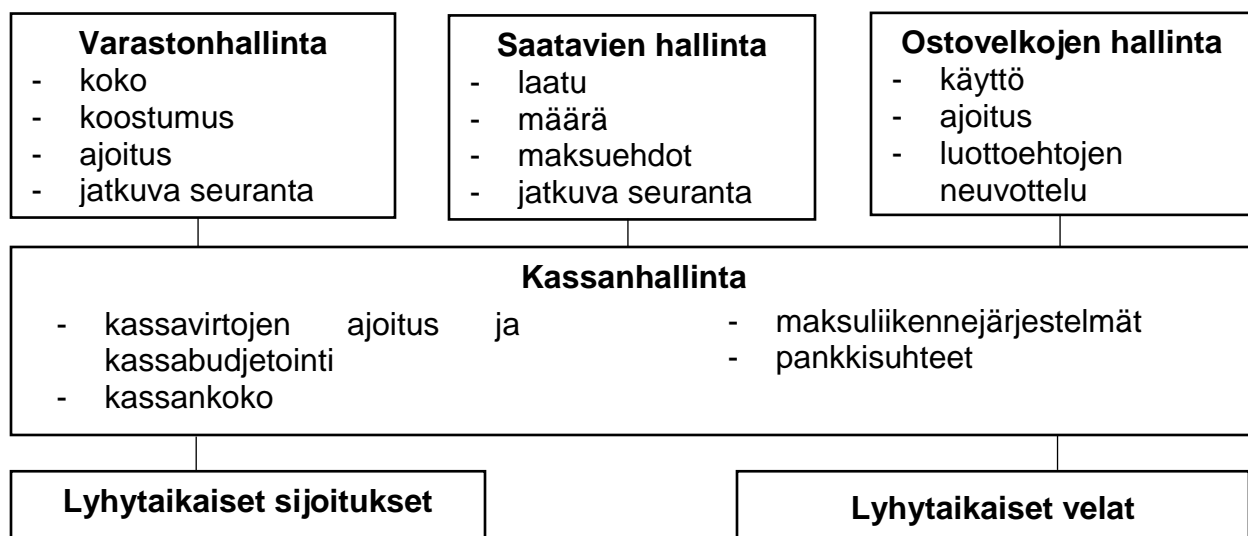 Varastonhallinta
- koko
- koostumus
- ajoitus
- jatkuva seuranta
Saatavien hallinta
- laatu
- määrä
- maksuehdot
- jatkuva seuranta
Ostovelkojen hallinta
- käyttö
- ajoitus
- luottoehtojen
neuvottelu
Kassanhallinta
- kassavirtojen ajoitus ja
kassabudjetointi
- kassankoko
- maksuliikennejärjestelmät
- pankkisuhteet
Lyhytaikaiset sijoitukset
Lyhytaikaiset velat